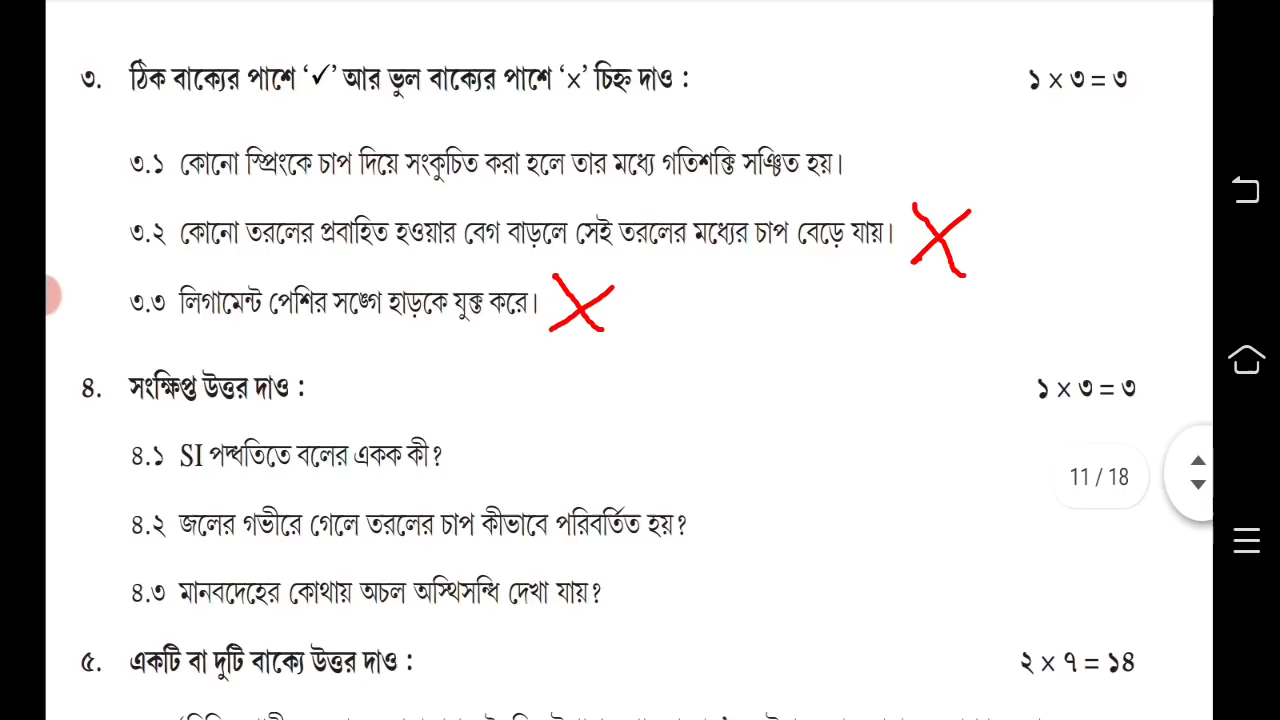 ৩. ঠিক বাক্যের পাশে ‘✓’ আর ভুল বাক্যের পাশে ‘×’ চিহ্ন দাও : ১ × ৩ = ৩
৩.১ কোনো স্প্রিংকে চাপ দিয়ে সংকুচিত করা হলে তার মধ্যে গতিশক্তি সঞ্চিত হয়।
৩.২ কোনো তরলের প্রবাহিত হওয়ার বেগ বাড়লে সেই তরলের মধ্যের চাপ বেড়ে যায়।
৩.৩ লিগামেন্ট পেশির সঙ্গে হাড়কে যুক্ত করে।
৪. সংক্ষিপ্ত উত্তর দাও : ১ × ৩ = ৩
৪.১ SI পদ্ধতিতে বলের একক কী?
11 / 18
৪.২ জলের গভীরে গেলে তরলের চাপ কীভাবে পরিবর্তিত হয়?
৪.৩ মানবদেহের কোথায় অচল অস্থিসন্ধি দেখা যায়?
৫. একটি বা দুটি বাক্যে উত্তর দাও : ২ × ৭ = ১৪